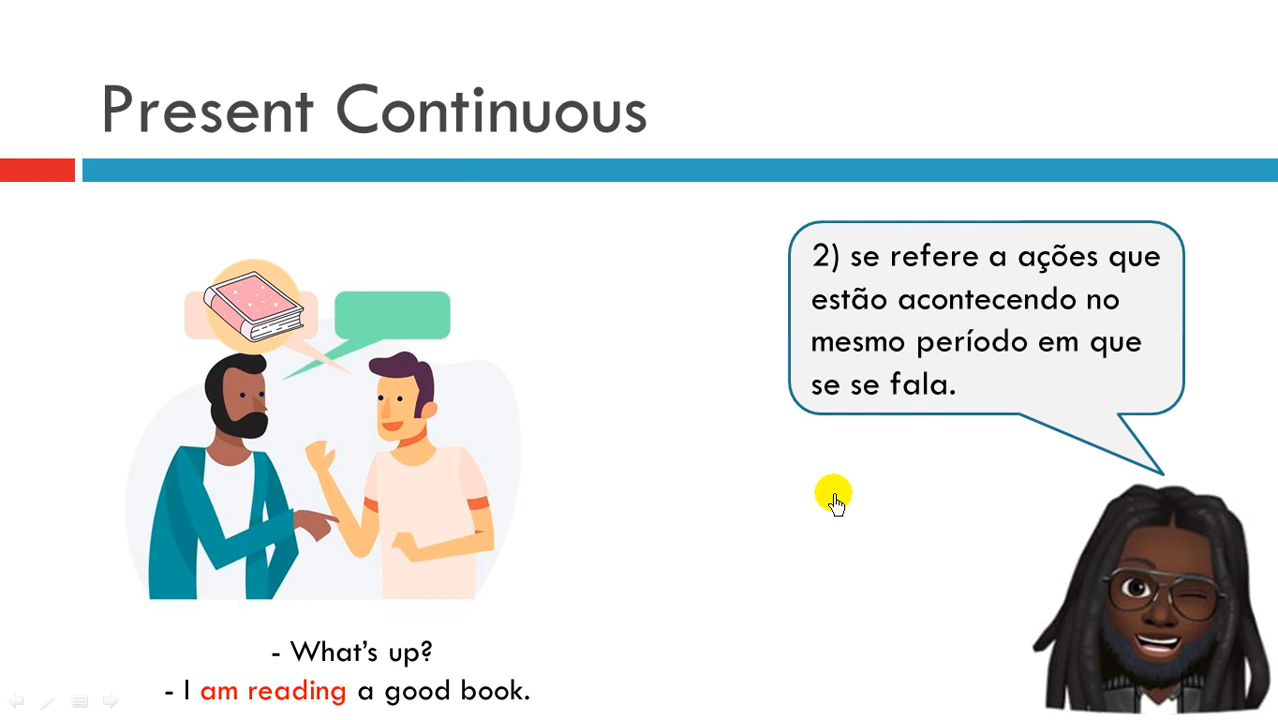 Present Continuous
2) se refere a ações que
estão acontecendo no
mesmo período em que
se se fala.
- What's up?
- I am reading a good book.